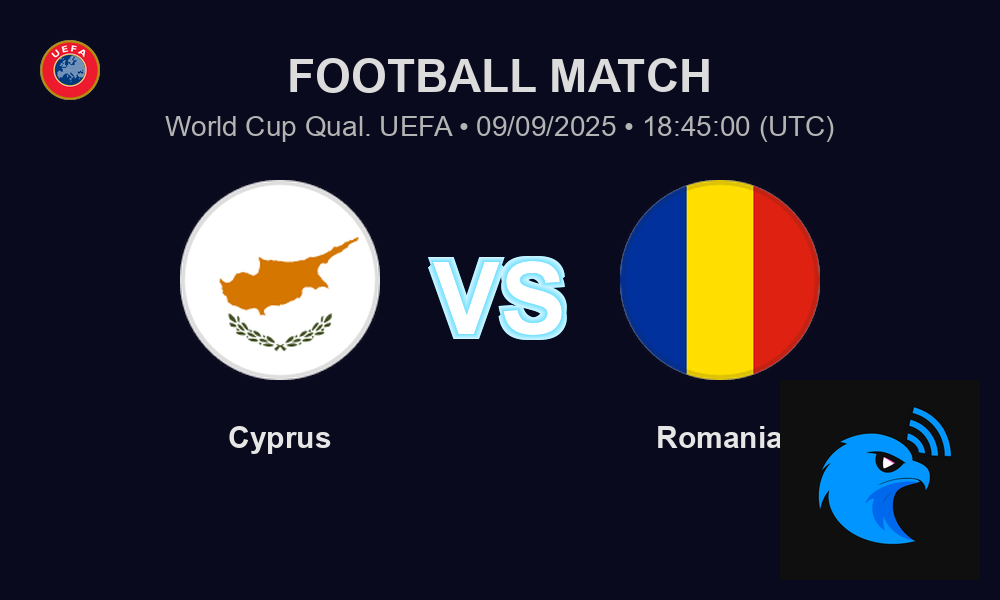 UEFA
FOOTBALL MATCH
World Cup Qual. UEFA • 09/09/2025 • 18:45:00 (UTC)
VS
Cyprus
Romania